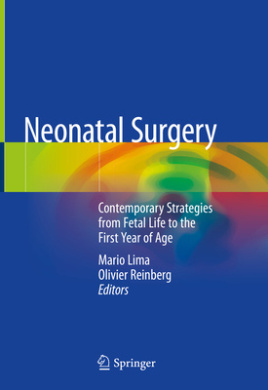 Neonatal Surgery
Contemporary Strategies
from Fetal Life to the
First Year of Age
Mario Lima
Olivier Reinberg
Editors
Springer